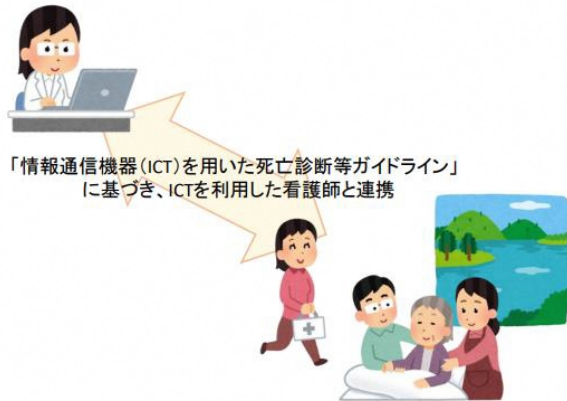 「情報通信機器(ICT)を用いた死亡診断等ガイドライン」
に基づき、ICTを利用した看護師と連携